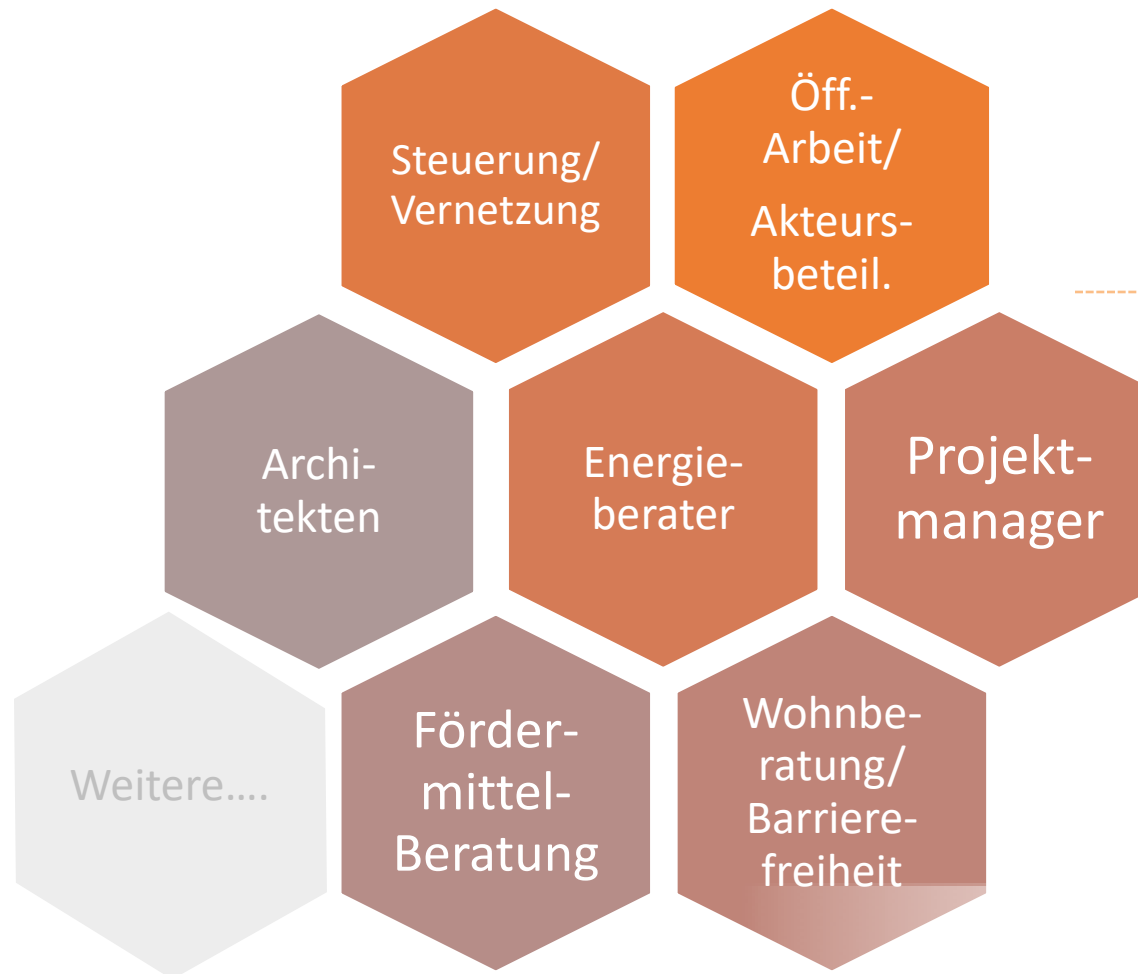 Steuerung/
Vernetzung
Öff.-
Arbeit/
Akteurs-
beteil.
Archi-
tekten
Energie-
berater
Projekt-
manager
Weitere....
Förder-
mittel-
Beratung
Wohnbe-
ratung/
Barriere-
freiheit